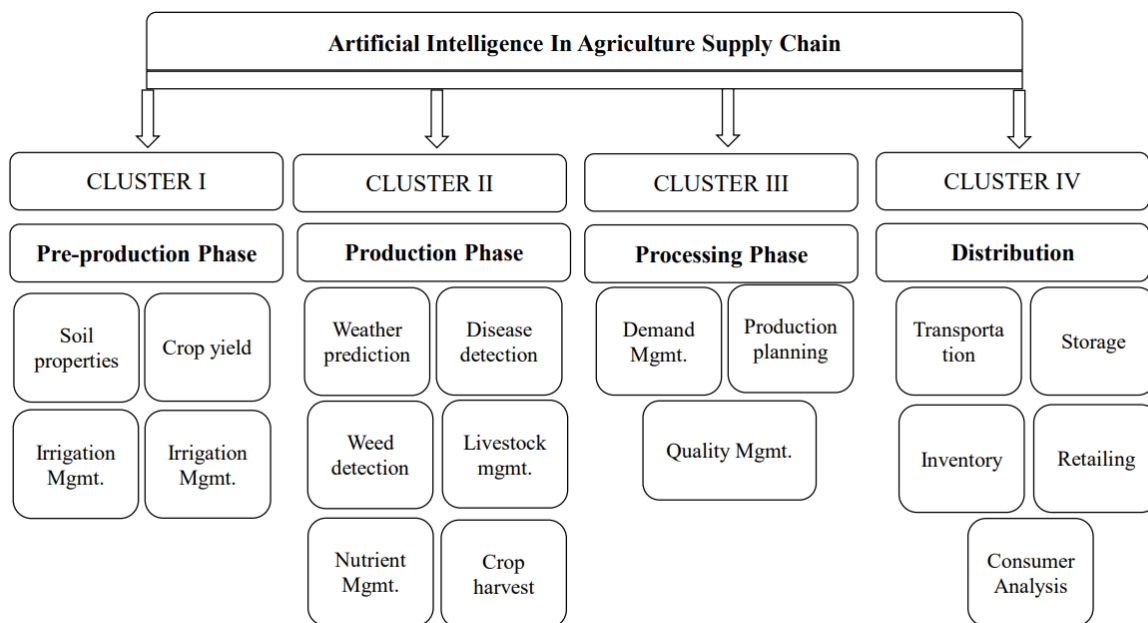 Artificial Intelligence In Agriculture Supply Chain
CLUSTER I
Pre-production Phase
Soil
properties
Crop yield
Irrigation
Mgmt.
Irrigation
Mgmt.
CLUSTER II
Production Phase
Weather
prediction
Disease
detection
Weed
detection
Livestock
mgmt.
Nutrient
Mgmt.
Crop
harvest
CLUSTER III
Processing Phase
Demand
Mgmt.
Production
planning
Quality Mgmt.
CLUSTER IV
Distribution
Transporta
tion
Storage
Inventory
Retailing
Consumer
Analysis